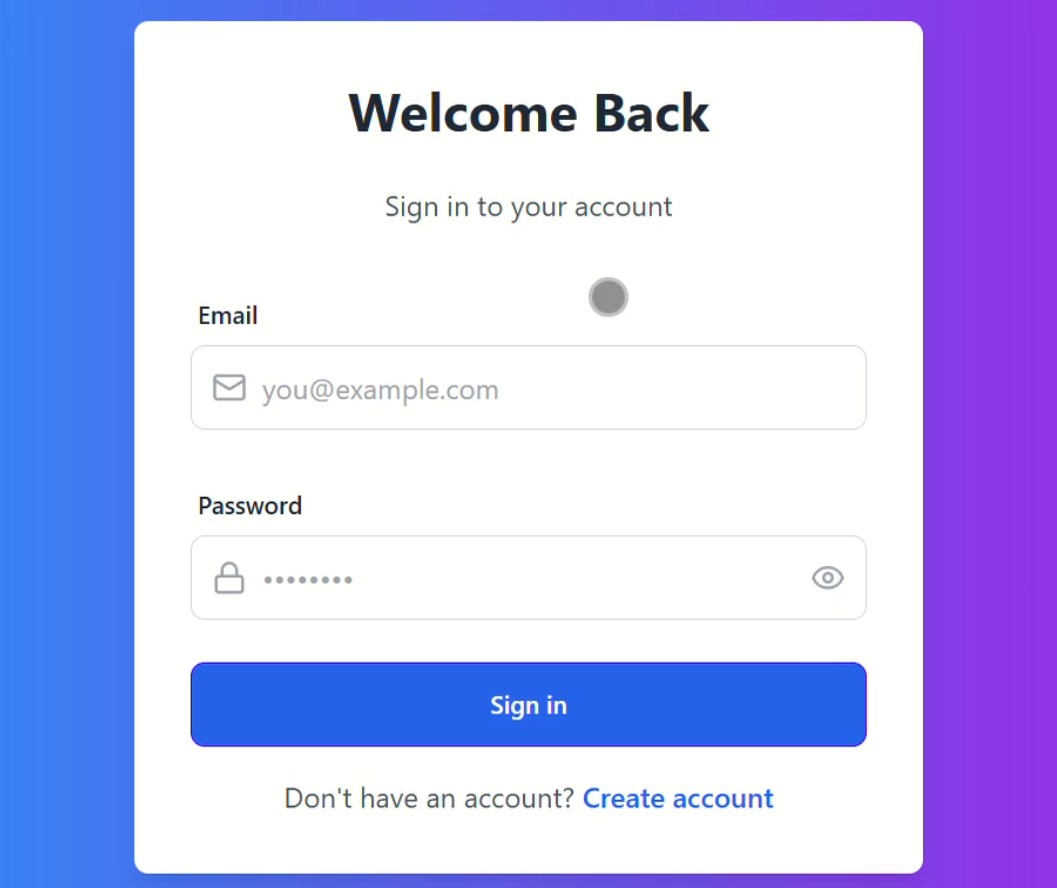 Welcome Back
Sign in to your account
Email
you@example.com
Password
•••••••••
Sign in
Don't have an account? Create account